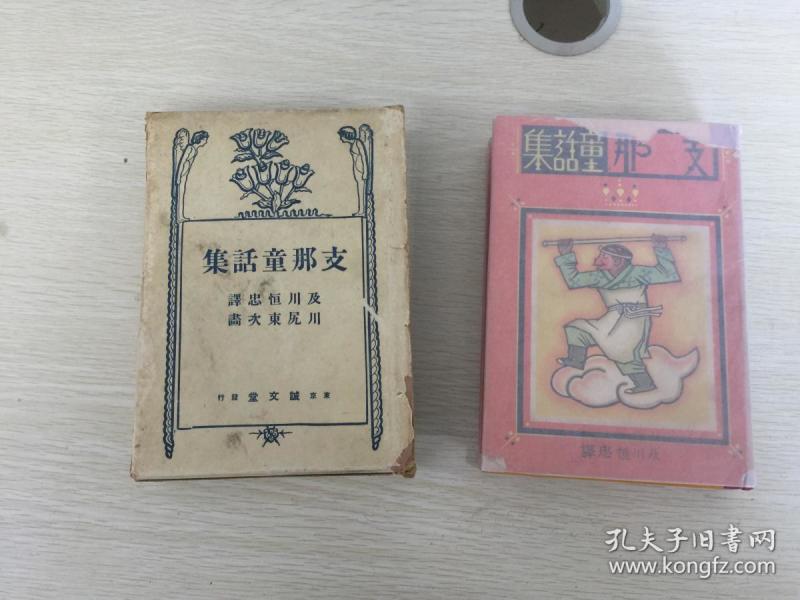 集話童那支
譯忠恒川及
畵次東尻川
行發 堂文誠 京東
集話童那支
譯忠恒川及
孔夫子旧书网
www.kongfz.com